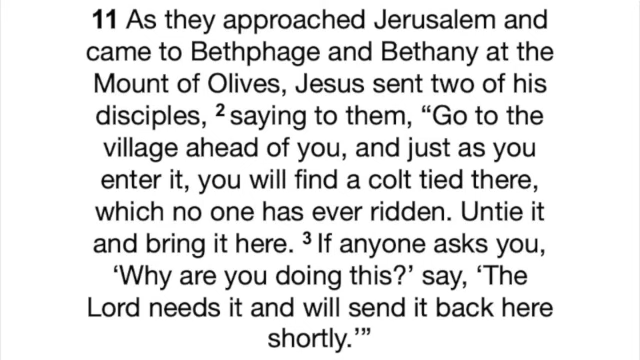 11 As they approached Jerusalem and
came to Bethphage and Bethany at the
Mount of Olives, Jesus sent two of his
disciples, 2 saying to them, “Go to the
village ahead of you, and just as you
enter it, you will find a colt tied there,
which no one has ever ridden. Untie it
and bring it here. 3 If anyone asks you,
‘Why are you doing this?’ say, ‘The
Lord needs it and will send it back here
shortly.’”